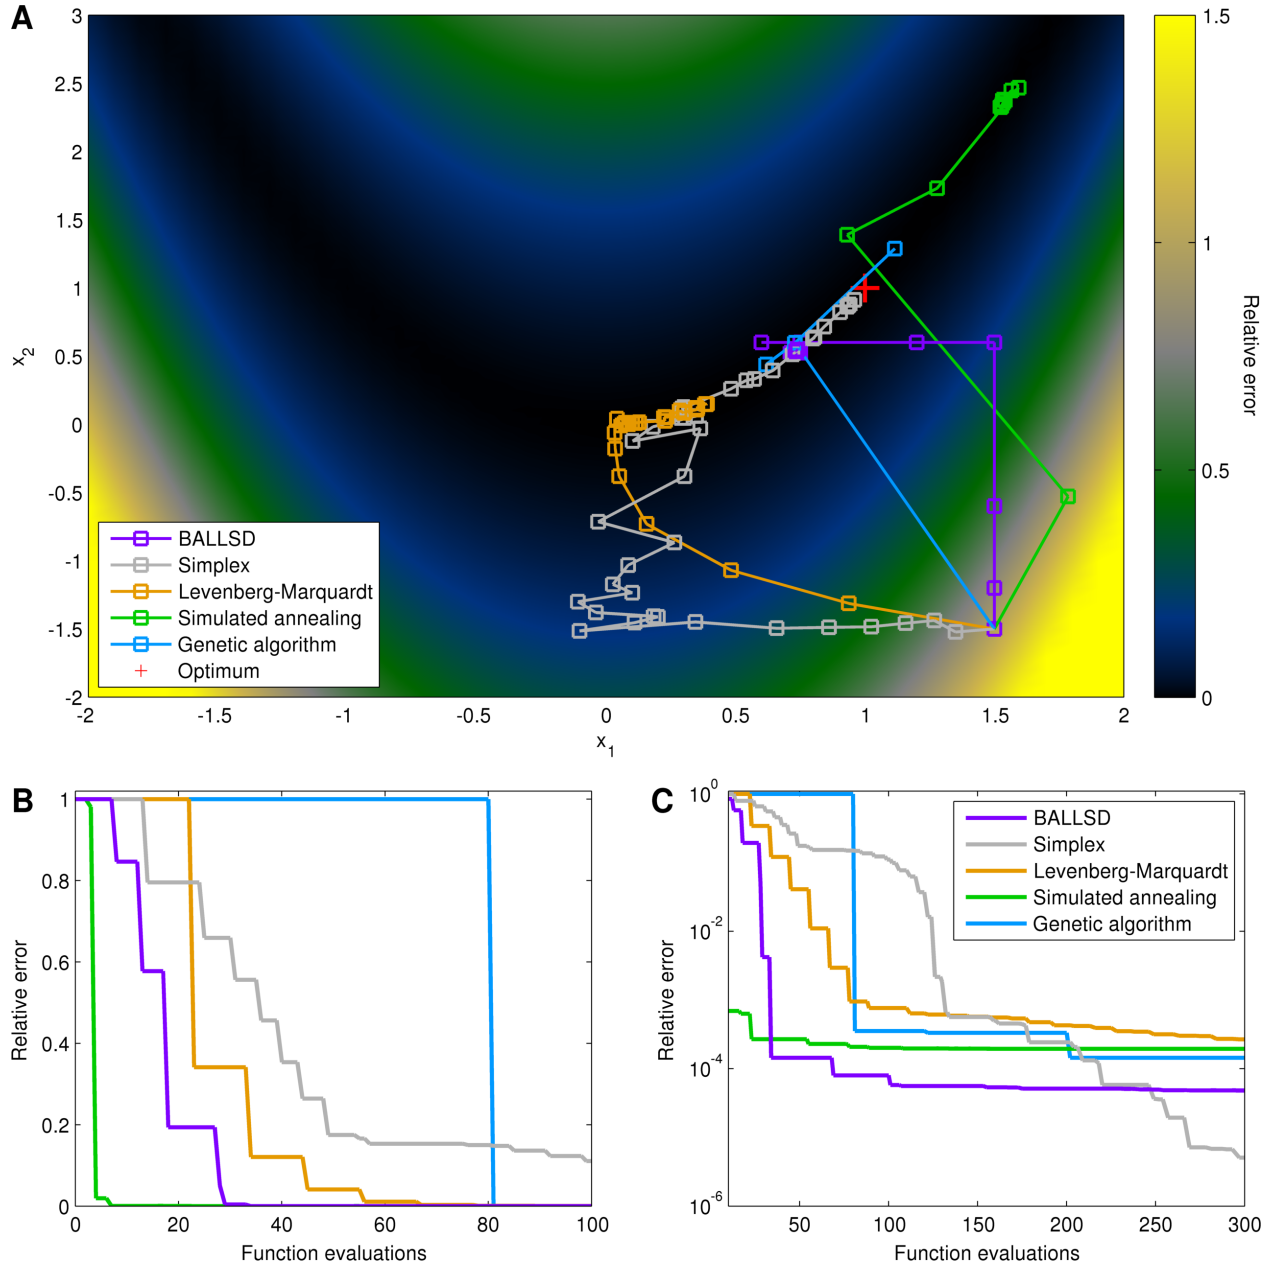 A
3
2.5
2
1.5
1
0.5
0
-0.5
-1
-1.5
-2
x2
-2
-1.5
-1
-0.5
0
0.5
1
1.5
2
x1
BALLSD
Simplex
Levenberg-Marquardt
Simulated annealing
Genetic algorithm
Optimum
1.5
1
0.5
0
Relative error
B
1
0.8
0.6
0.4
0.2
0
Relative error
0
20
40
60
80
100
Function evaluations
C
10^0
10^-2
10^-4
10^-6
Relative error
BALLSD
Simplex
Levenberg-Marquardt
Simulated annealing
Genetic algorithm
50
100
150
200
250
300
Function evaluations